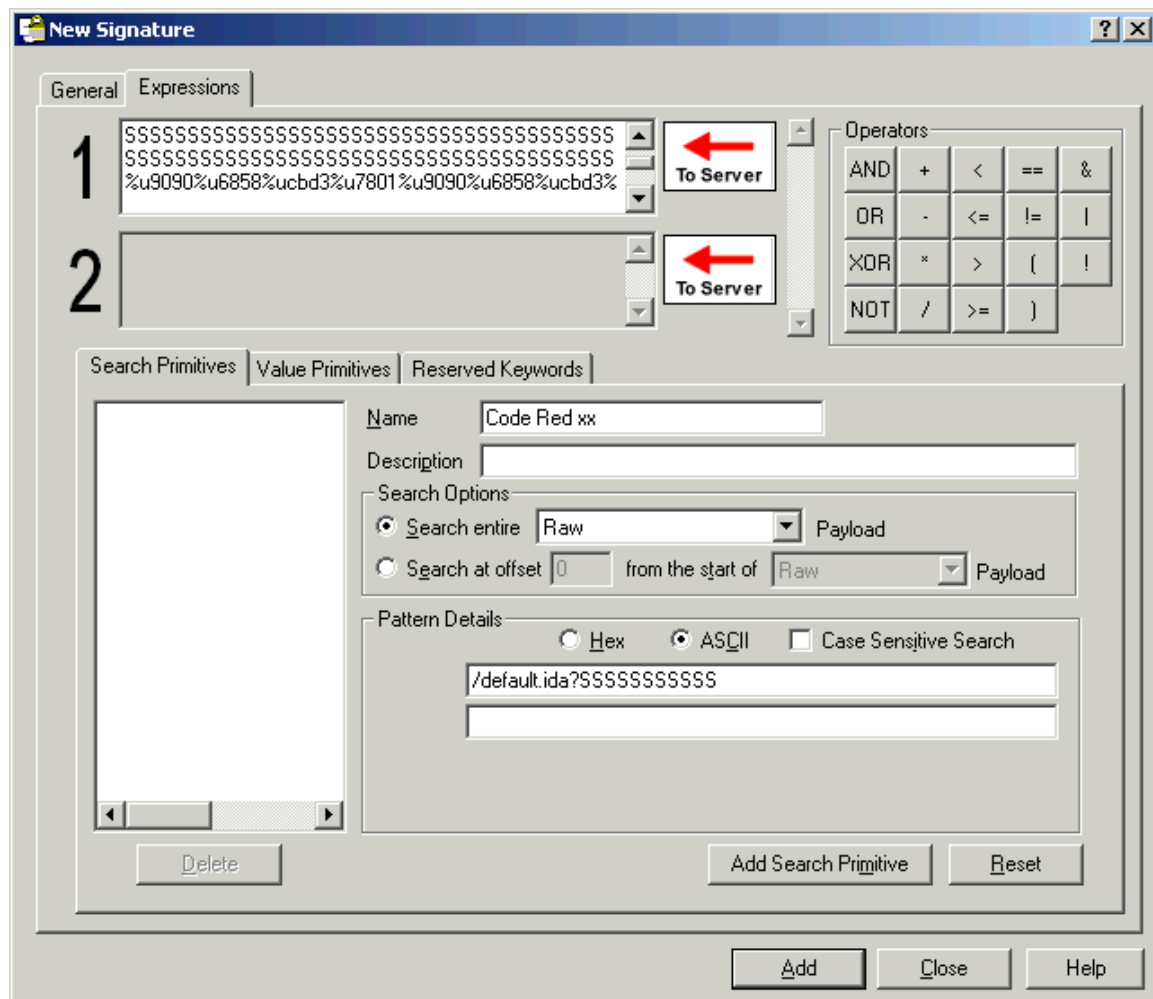 New Signature
General Expressions
1
SSSSSSSSSSSSSSSSSSSSSSSSSSSSSSSSSSSSSSS
SSSSSSSSSSSSSSSSSSSSSSSSSSSSSSSSSSSSSSS
%u9090%u6858%ucbd3%u7801%u9090%u6858%ucbd3%
To Server
2
To Server
Operators
AND + < == &
OR - <= != |
XOR * > ( !
NOT / >= )
Search Primitives Value Primitives Reserved Keywords
Name Code Red xx
Description
Search Options
Search entire Raw Payload
Search at offset 0 from the start of Raw Payload
Pattern Details
Hex ASCII Case Sensitive Search
/default.ida?SSSSSSSSSSS
Delete Add Search Primitive Reset
Add Close Help